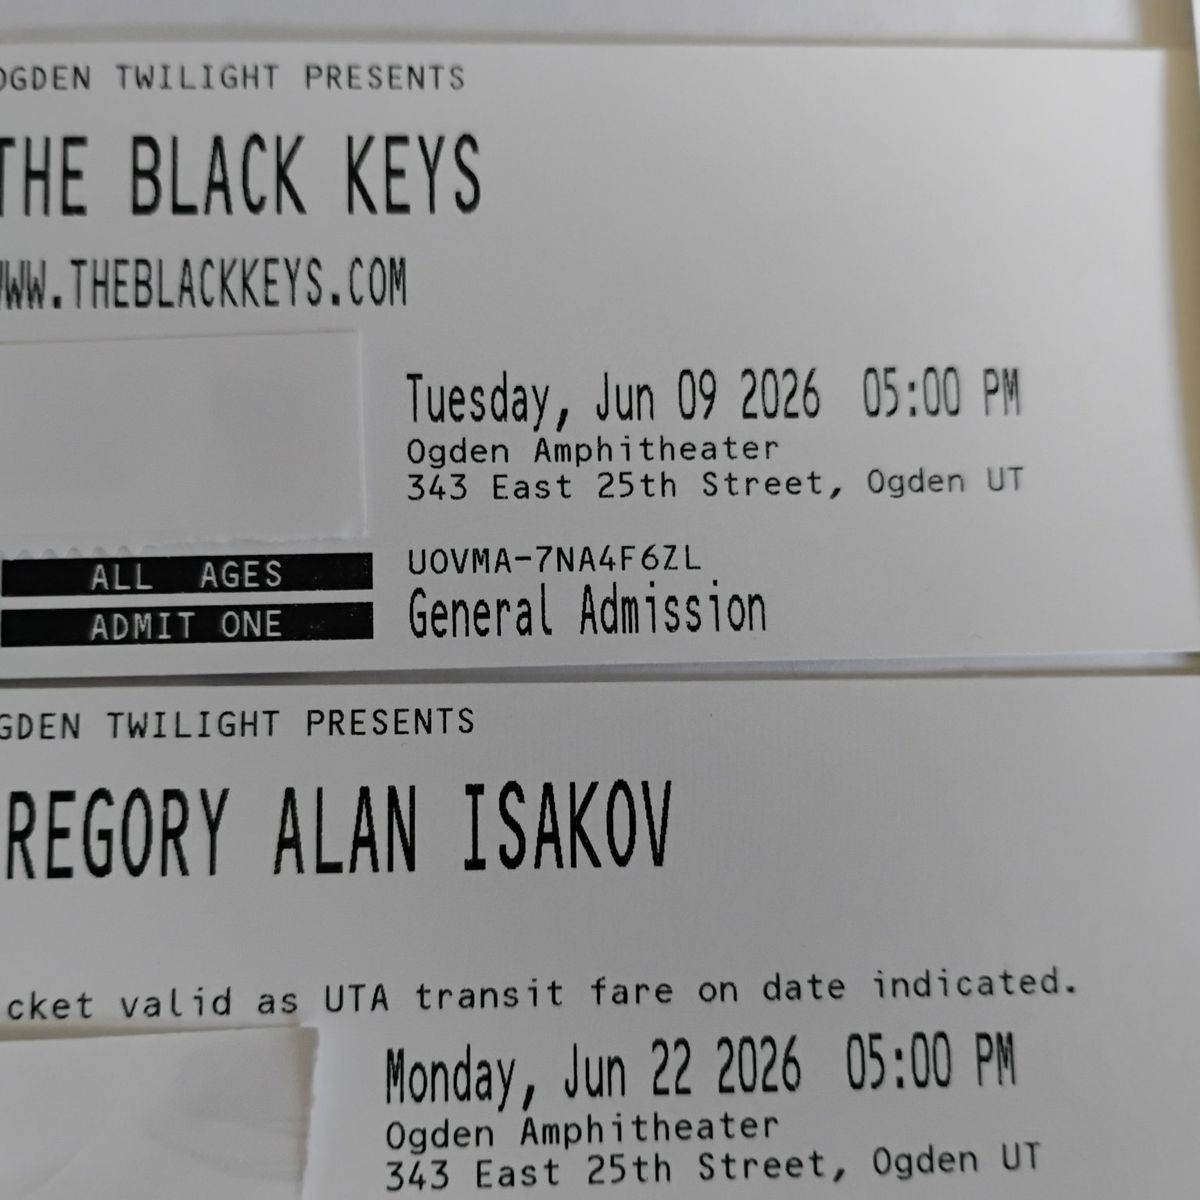 OGDEN TWILIGHT PRESENTS
THE BLACK KEYS
WWW.THEBLACKKEYS.COM
Tuesday, Jun 09 2026 05:00 PM
Ogden Amphitheater
343 East 25th Street, Ogden UT
ALL AGES
ADMIT ONE
UOVMA-7NA4F6ZL
General Admission
GDEN TWILIGHT PRESENTS
REGORY ALAN ISAKOV
cket valid as UTA transit fare on date indicated.
Monday, Jun 22 2026 05:00 PM
Ogden Amphitheater
343 East 25th Street, Ogden UT